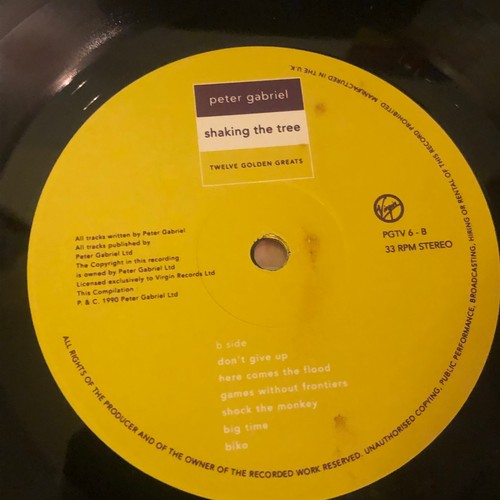 peter gabriel
shaking the tree
TWELVE GOLDEN GREATS
Virgin
PGTV 6 - B
33 RPM STEREO
All tracks written by Peter Gabriel
All tracks published by
Peter Gabriel Ltd
The Copyright in this recording
is owned by Peter Gabriel Ltd
Licensed exclusively to Virgin Records Ltd
This Compilation
P. & C. 1990 Peter Gabriel Ltd
b side
don't give up
here comes the flood
games without frontiers
shock the monkey
big time
biko
ALL RIGHTS OF THE PRODUCER AND OF THE OWNER OF THE RECORDED WORK RESERVED. UNAUTHORISED COPYING, PUBLIC PERFORMANCE, BROADCASTING, HIRING OR RENTAL OF THIS RECORD PROHIBITED. MANUFACTURED IN THE U.K.